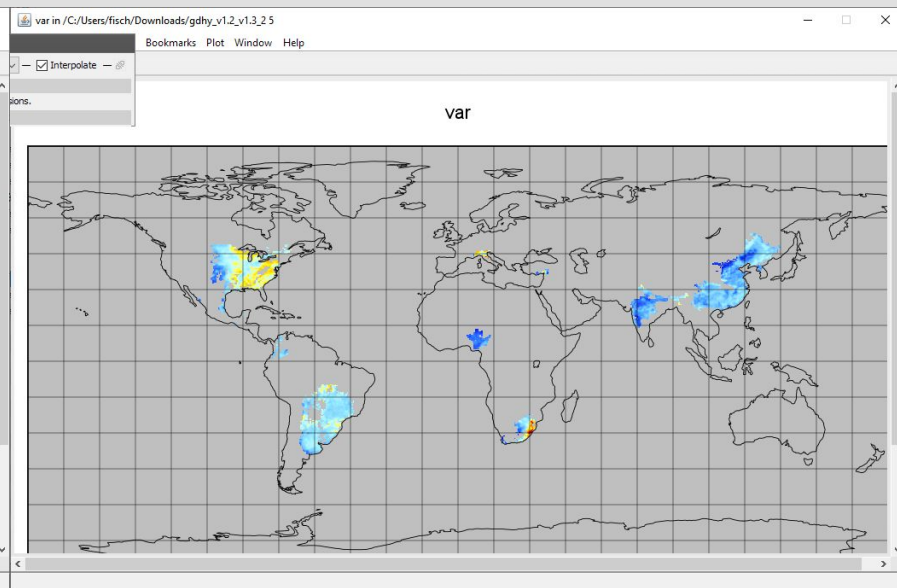 var in /C:/Users/fisch/Downloads/gdhy_v1.2_v1.3_2 5
Bookmarks Plot Window Help
Interpolate
sions.
var